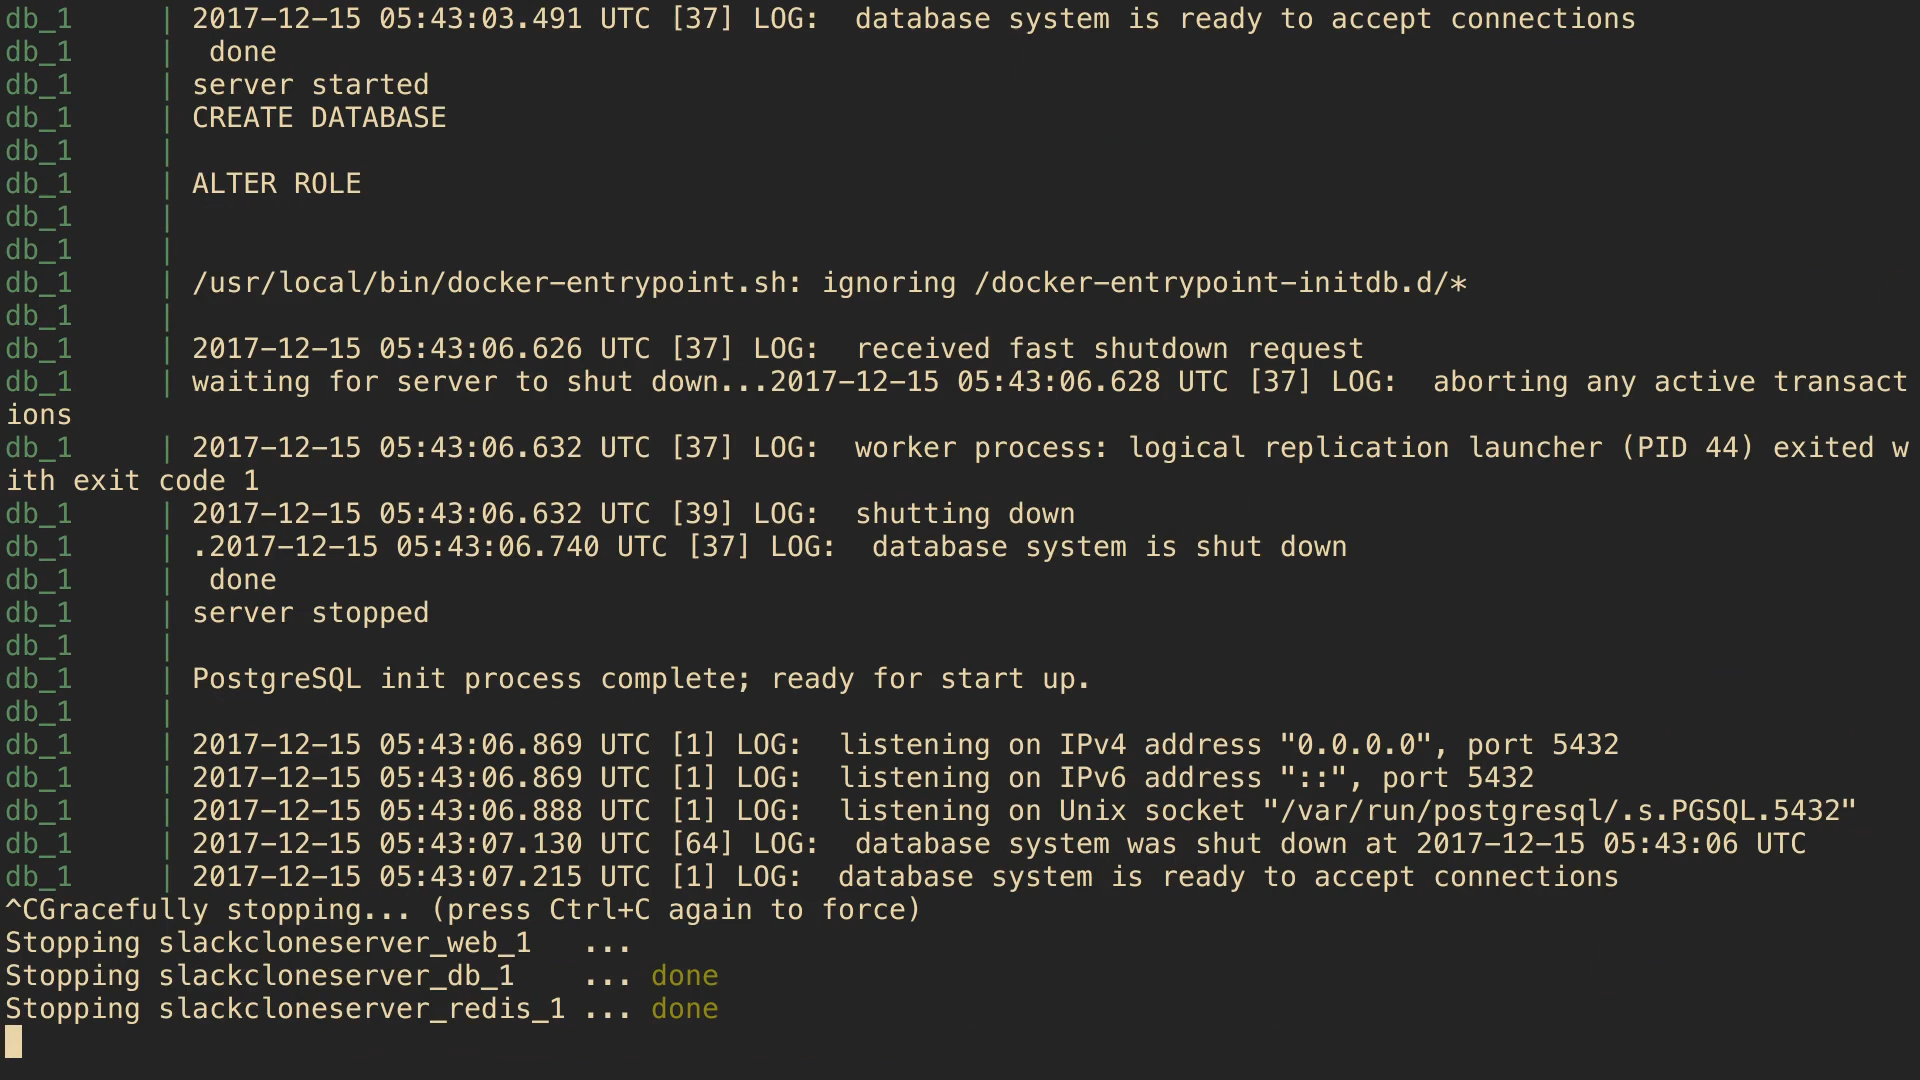 db_1      | 2017-12-15 05:43:03.491 UTC [37] LOG:  database system is ready to accept connections
db_1      |  done
db_1      | server started
db_1      | CREATE DATABASE
db_1      |
db_1      | ALTER ROLE
db_1      |
db_1      |
db_1      | /usr/local/bin/docker-entrypoint.sh: ignoring /docker-entrypoint-initdb.d/*
db_1      |
db_1      | 2017-12-15 05:43:06.626 UTC [37] LOG:  received fast shutdown request
db_1      | waiting for server to shut down...2017-12-15 05:43:06.628 UTC [37] LOG:  aborting any active transact
ions
db_1      | 2017-12-15 05:43:06.632 UTC [37] LOG:  worker process: logical replication launcher (PID 44) exited w
ith exit code 1
db_1      | 2017-12-15 05:43:06.632 UTC [39] LOG:  shutting down
db_1      | .2017-12-15 05:43:06.740 UTC [37] LOG:  database system is shut down
db_1      |  done
db_1      | server stopped
db_1      |
db_1      | PostgreSQL init process complete; ready for start up.
db_1      |
db_1      | 2017-12-15 05:43:06.869 UTC [1] LOG:  listening on IPv4 address "0.0.0.0", port 5432
db_1      | 2017-12-15 05:43:06.869 UTC [1] LOG:  listening on IPv6 address "::", port 5432
db_1      | 2017-12-15 05:43:06.888 UTC [1] LOG:  listening on Unix socket "/var/run/postgresql/.s.PGSQL.5432"
db_1      | 2017-12-15 05:43:07.130 UTC [64] LOG:  database system was shut down at 2017-12-15 05:43:06 UTC
db_1      | 2017-12-15 05:43:07.215 UTC [1] LOG:  database system is ready to accept connections
^CGracefully stopping... (press Ctrl+C again to force)
Stopping slackcloneserver_web_1   ...
Stopping slackcloneserver_db_1    ... done
Stopping slackcloneserver_redis_1 ... done